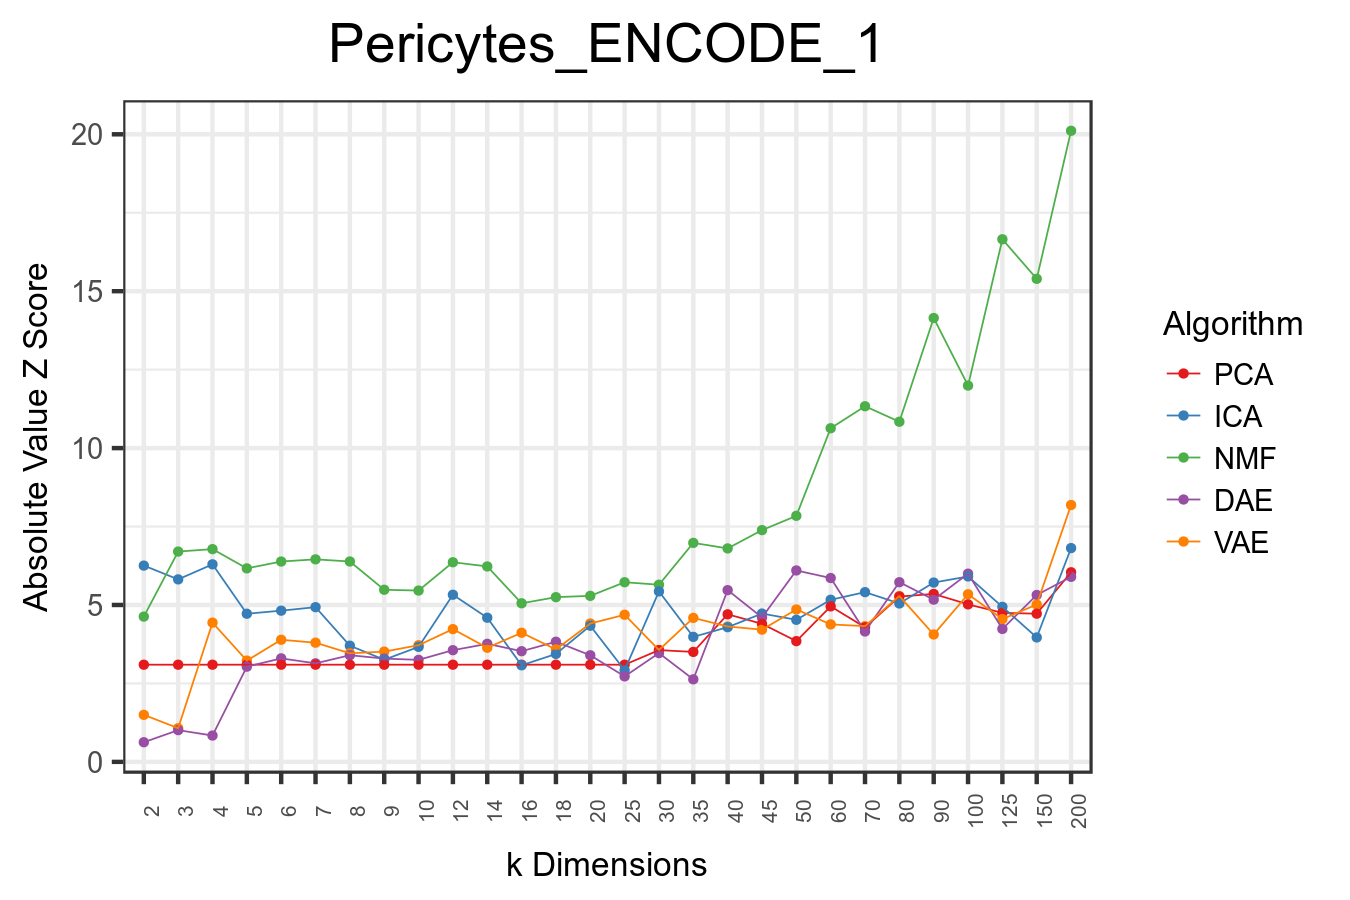 Pericytes_ENCODE_1
Absolute Value Z Score
20
15
10
5
0
2 3 4 5 6 7 8 9 10 12 14 16 18 20 25 30 35 40 45 50 60 70 80 90 100 125 150 200
k Dimensions
Algorithm
PCA
ICA
NMF
DAE
VAE